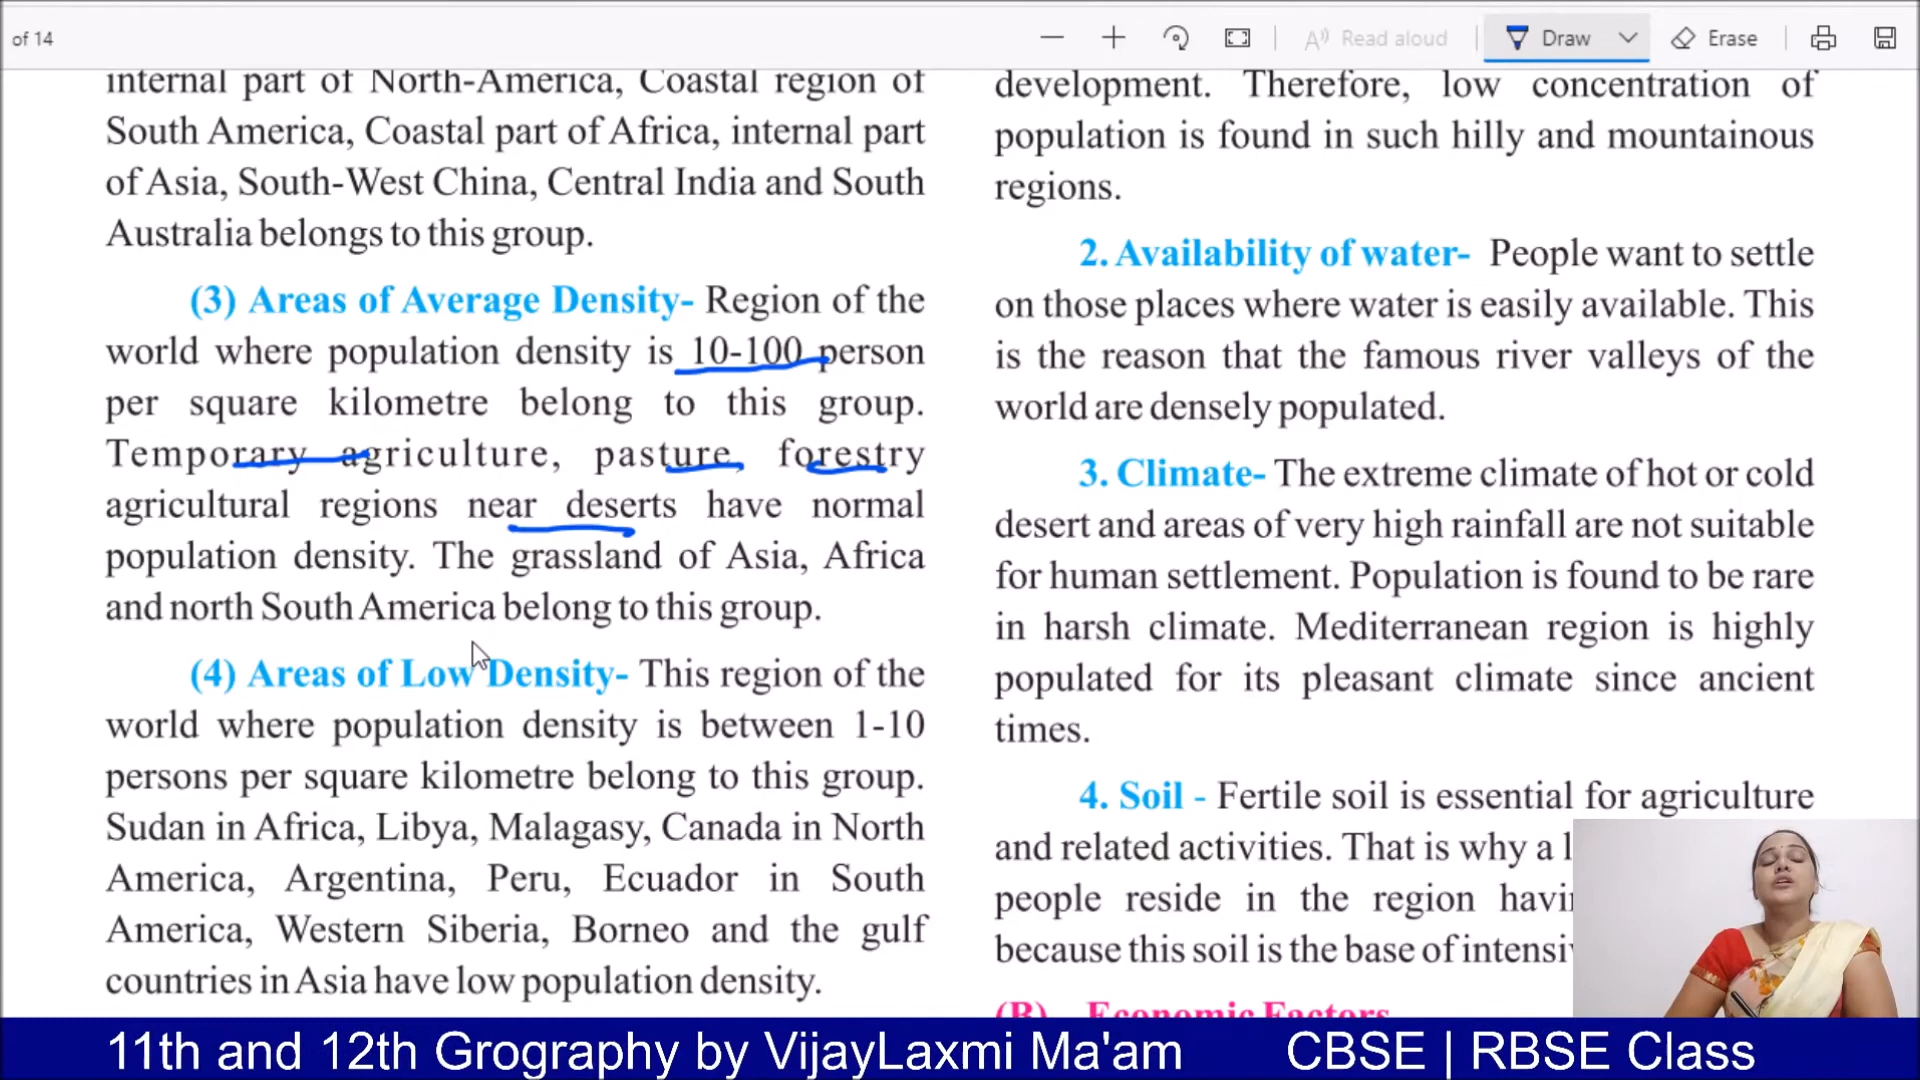 of 14
Read aloud
Draw
Erase
internal part of North-America, Coastal region of
South America, Coastal part of Africa, internal part
of Asia, South-West China, Central India and South
Australia belongs to this group.
(3) Areas of Average Density- Region of the
world where population density is 10-100 person
per square kilometre belong to this group.
Temporary agriculture, pasture, forestry
agricultural regions near deserts have normal
population density. The grassland of Asia, Africa
and north South America belong to this group.
(4) Areas of Low Density- This region of the
world where population density is between 1-10
persons per square kilometre belong to this group.
Sudan in Africa, Libya, Malagasy, Canada in North
America, Argentina, Peru, Ecuador in South
America, Western Siberia, Borneo and the gulf
countries in Asia have low population density.
development. Therefore, low concentration of
population is found in such hilly and mountainous
regions.
2. Availability of water- People want to settle
on those places where water is easily available. This
is the reason that the famous river valleys of the
world are densely populated.
3. Climate- The extreme climate of hot or cold
desert and areas of very high rainfall are not suitable
for human settlement. Population is found to be rare
in harsh climate. Mediterranean region is highly
populated for its pleasant climate since ancient
times.
4. Soil - Fertile soil is essential for agriculture
and related activities. That is why a l
people reside in the region havi
because this soil is the base of intensi
(B) Economic Factors
11th and 12th Grography by VijayLaxmi Ma'am CBSE | RBSE Class